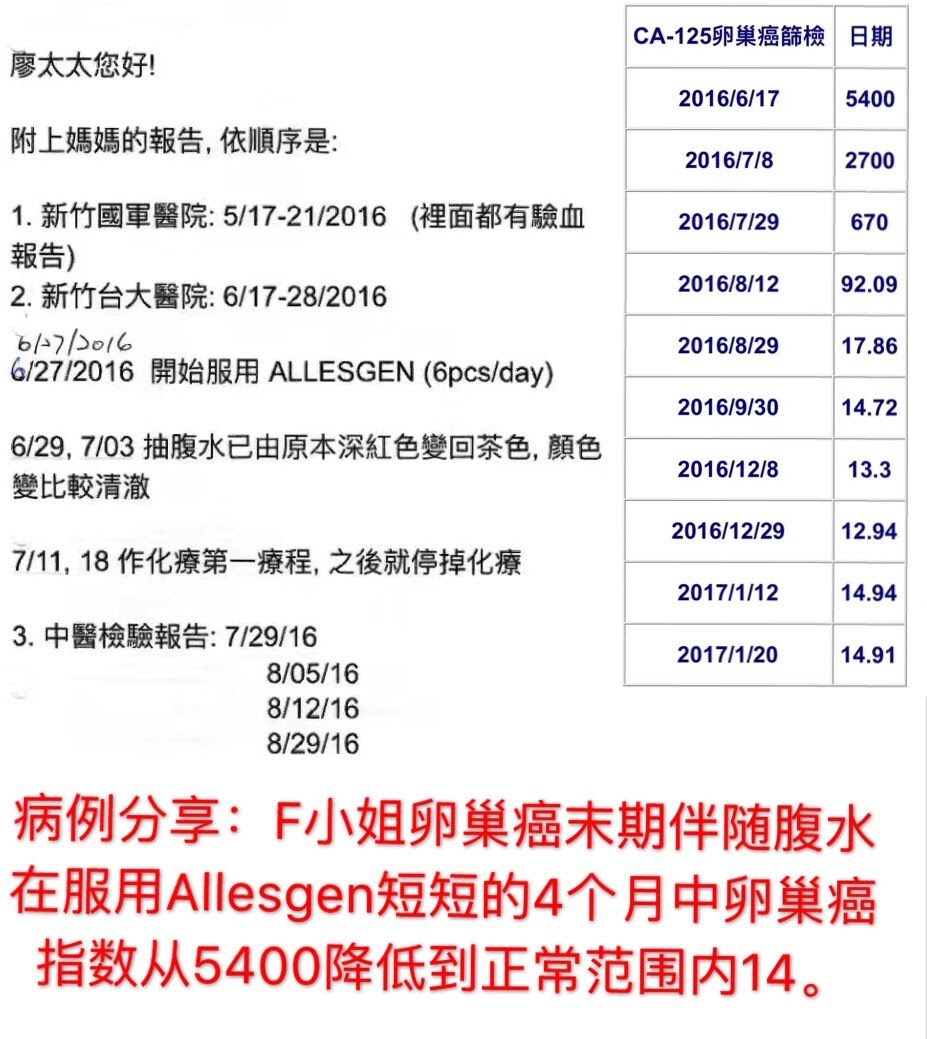 廖太太您好!
附上媽媽的報告, 依順序是:
1. 新竹國軍醫院: 5/17-21/2016 (裡面都有驗血
報告)
2. 新竹台大醫院: 6/17-28/2016
6/27/2016
6/27/2016 開始服用 ALLESGEN (6pcs/day)
6/29, 7/03 抽腹水已由原本深紅色變回茶色, 顏色
變比較清澈
7/11, 18 作化療第一療程, 之後就停掉化療
3. 中醫檢驗報告: 7/29/16
8/05/16
8/12/16
8/29/16
CA-125卵巢癌篩檢 日期
2016/6/17 5400
2016/7/8 2700
2016/7/29 670
2016/8/12 92.09
2016/8/29 17.86
2016/9/30 14.72
2016/12/8 13.3
2016/12/29 12.94
2017/1/12 14.94
2017/1/20 14.91
病例分享：F小姐卵巢癌末期伴随腹水
在服用Allesgen短短的4个月中卵巢癌
指数从5400降低到正常范围内14。